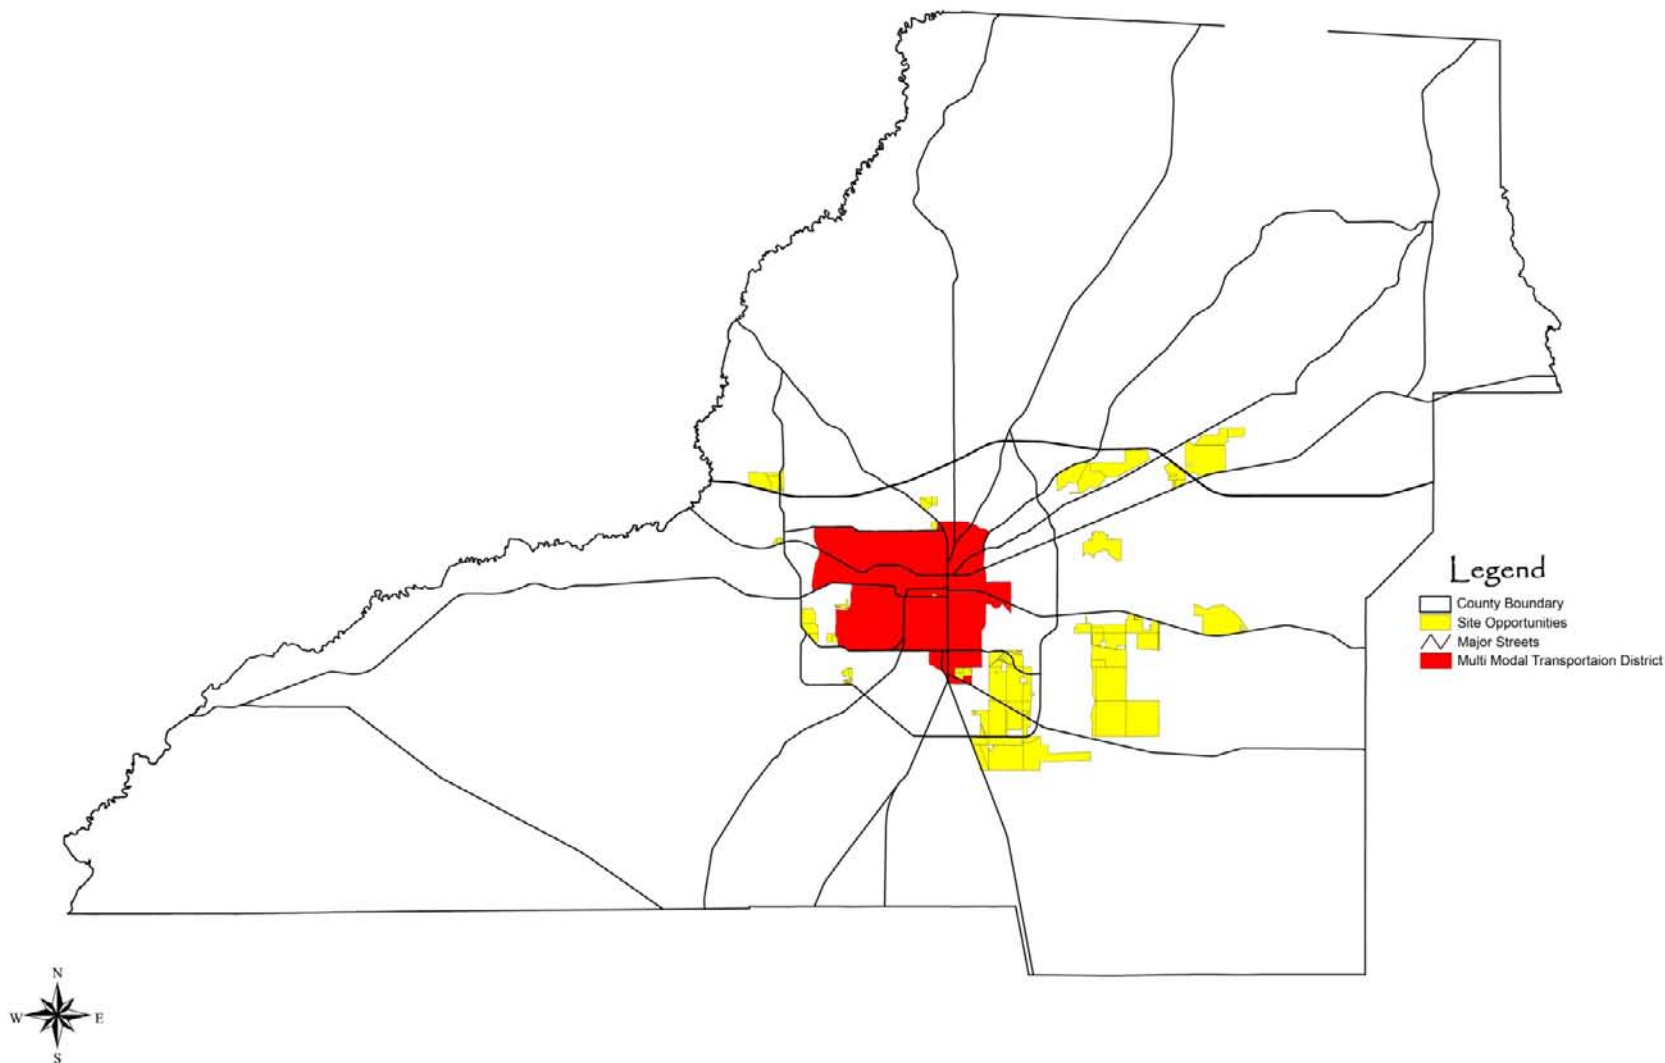 Legend
County Boundary
Site Opportunities
Major Streets
Multi Modal Transportaion District
N
W E
S